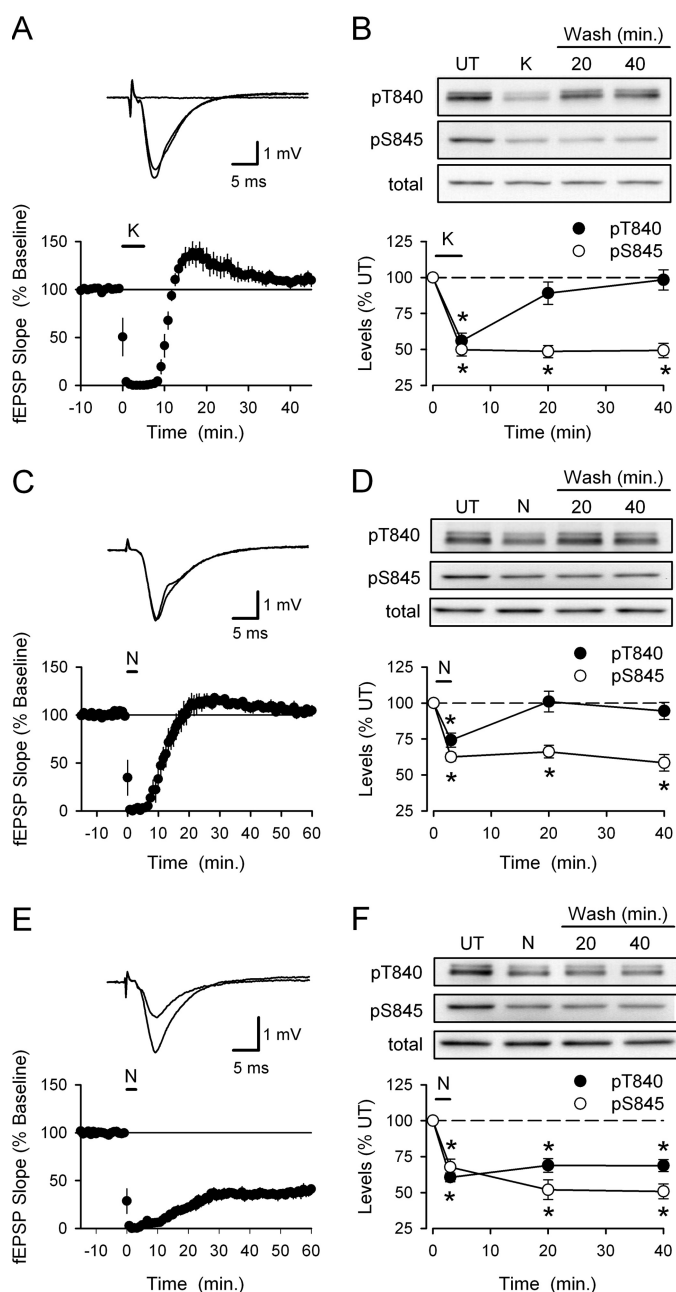 A
1 mV
5 ms
K
150
100
50
0
fEPSP Slope (% Baseline)
-10 0 10 20 30 40
Time (min.)
B
Wash (min.)
UT K 20 40
pT840
pS845
total
pT840
pS845
K
125
100
75
50
25
Levels (% UT)
*
* * *
0 10 20 30 40
Time (min)
C
1 mV
5 ms
N
150
100
50
0
fEPSP Slope (% Baseline)
-10 0 10 20 30 40 50 60
Time (min.)
D
Wash (min.)
UT N 20 40
pT840
pS845
total
pT840
pS845
N
125
100
75
50
25
Levels (% UT)
*
* * *
0 10 20 30 40
Time (min.)
E
1 mV
5 ms
N
150
100
50
0
fEPSP Slope (% Baseline)
-10 0 10 20 30 40 50 60
Time (min.)
F
Wash (min.)
UT N 20 40
pT840
pS845
total
pT840
pS845
N
125
100
75
50
25
Levels (% UT)
* * *
* * *
0 10 20 30 40
Time (min.)